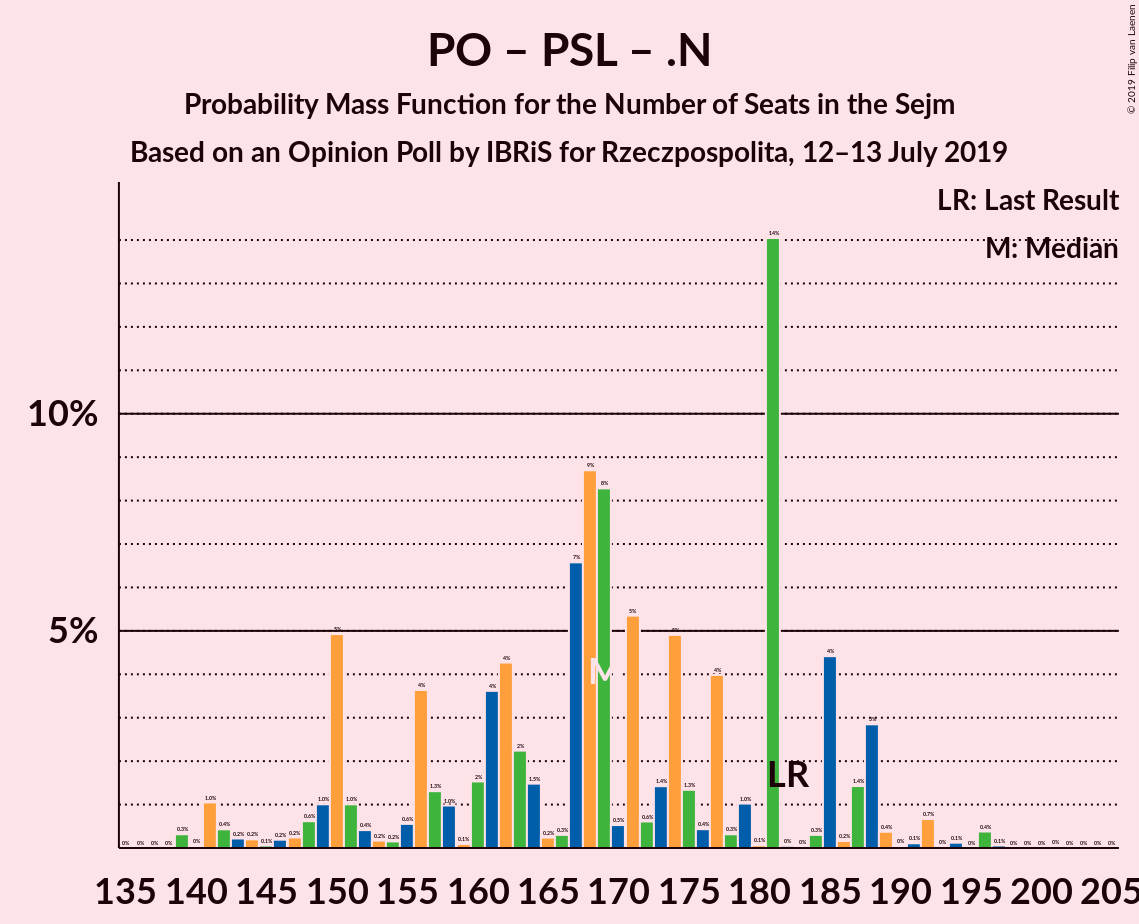 PO – PSL – .N
Probability Mass Function for the Number of Seats in the Sejm
Based on an Opinion Poll by IBRiS for Rzeczpospolita, 12–13 July 2019
© 2019 Filip van Laenen
LR: Last Result
M: Median
10%
5%
0% 0% 0% 0% 0.3% 0% 1.0% 0.4% 0.2% 0.2% 0.1% 0.2% 0.2% 0.6% 1.0% 5% 1.0% 0.4% 0.2% 0.2% 0.6% 4% 1.3% 1.0% 0.1% 2% 4% 4% 2% 1.5% 0.2% 0.3% 7% 9% 8% 0.5% 5% 0.6% 1.4% 5% 1.3% 0.4% 4% 0.3% 1.0% 0.1% 14% 0% 0% 0.3% 4% 0.2% 1.4% 3% 0.4% 0% 0.1% 0.7% 0% 0.1% 0% 0.4% 0.1% 0% 0% 0% 0% 0% 0% 0% 0%
M
LR
135 140 145 150 155 160 165 170 175 180 185 190 195 200 205